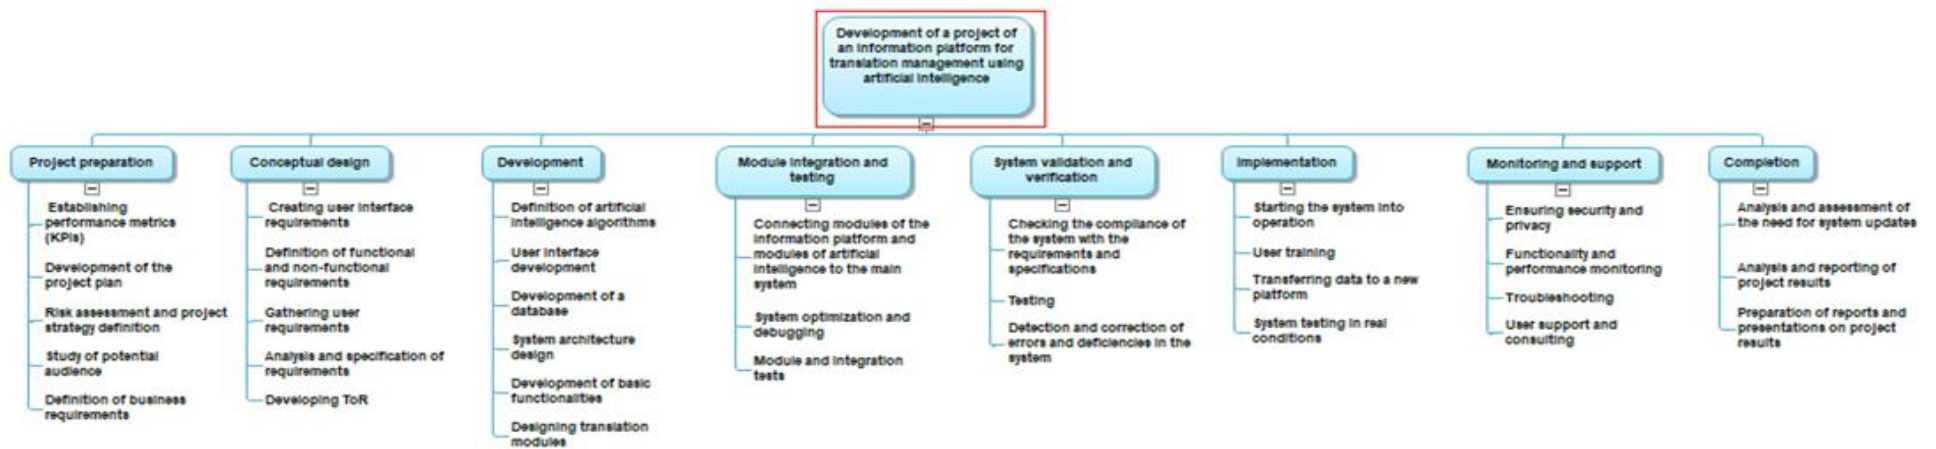 Development of a project of
an information platform for
translation management using
artificial intelligence
Project preparation
Establishing
performance metrics
(KPIs)
Development of the
project plan
Risk assessment and project
strategy definition
Study of potential
audience
Definition of business
requirements
Conceptual design
Creating user interface
requirements
Definition of functional
and non-functional
requirements
Gathering user
requirements
Analysis and specification of
requirements
Developing ToR
Development
Definition of artificial
intelligence algorithms
User interface
development
Development of a
database
System architecture
design
Development of basic
functionalities
Designing translation
modules
Module integration and
testing
Connecting modules of the
information platform and
modules of artificial
intelligence to the main
system
System optimization and
debugging
Module and integration
tests
System validation and
verification
Checking the compliance of
the system with the
requirements and
specifications
Testing
Detection and correction of
errors and deficiencies in the
system
Implementation
Starting the system into
operation
User training
Transferring data to a new
platform
System testing in real
conditions
Monitoring and support
Ensuring security and
privacy
Functionality and
performance monitoring
Troubleshooting
User support and
consulting
Completion
Analysis and assessment of
the need for system updates
Analysis and reporting of
project results
Preparation of reports and
presentations on project
results